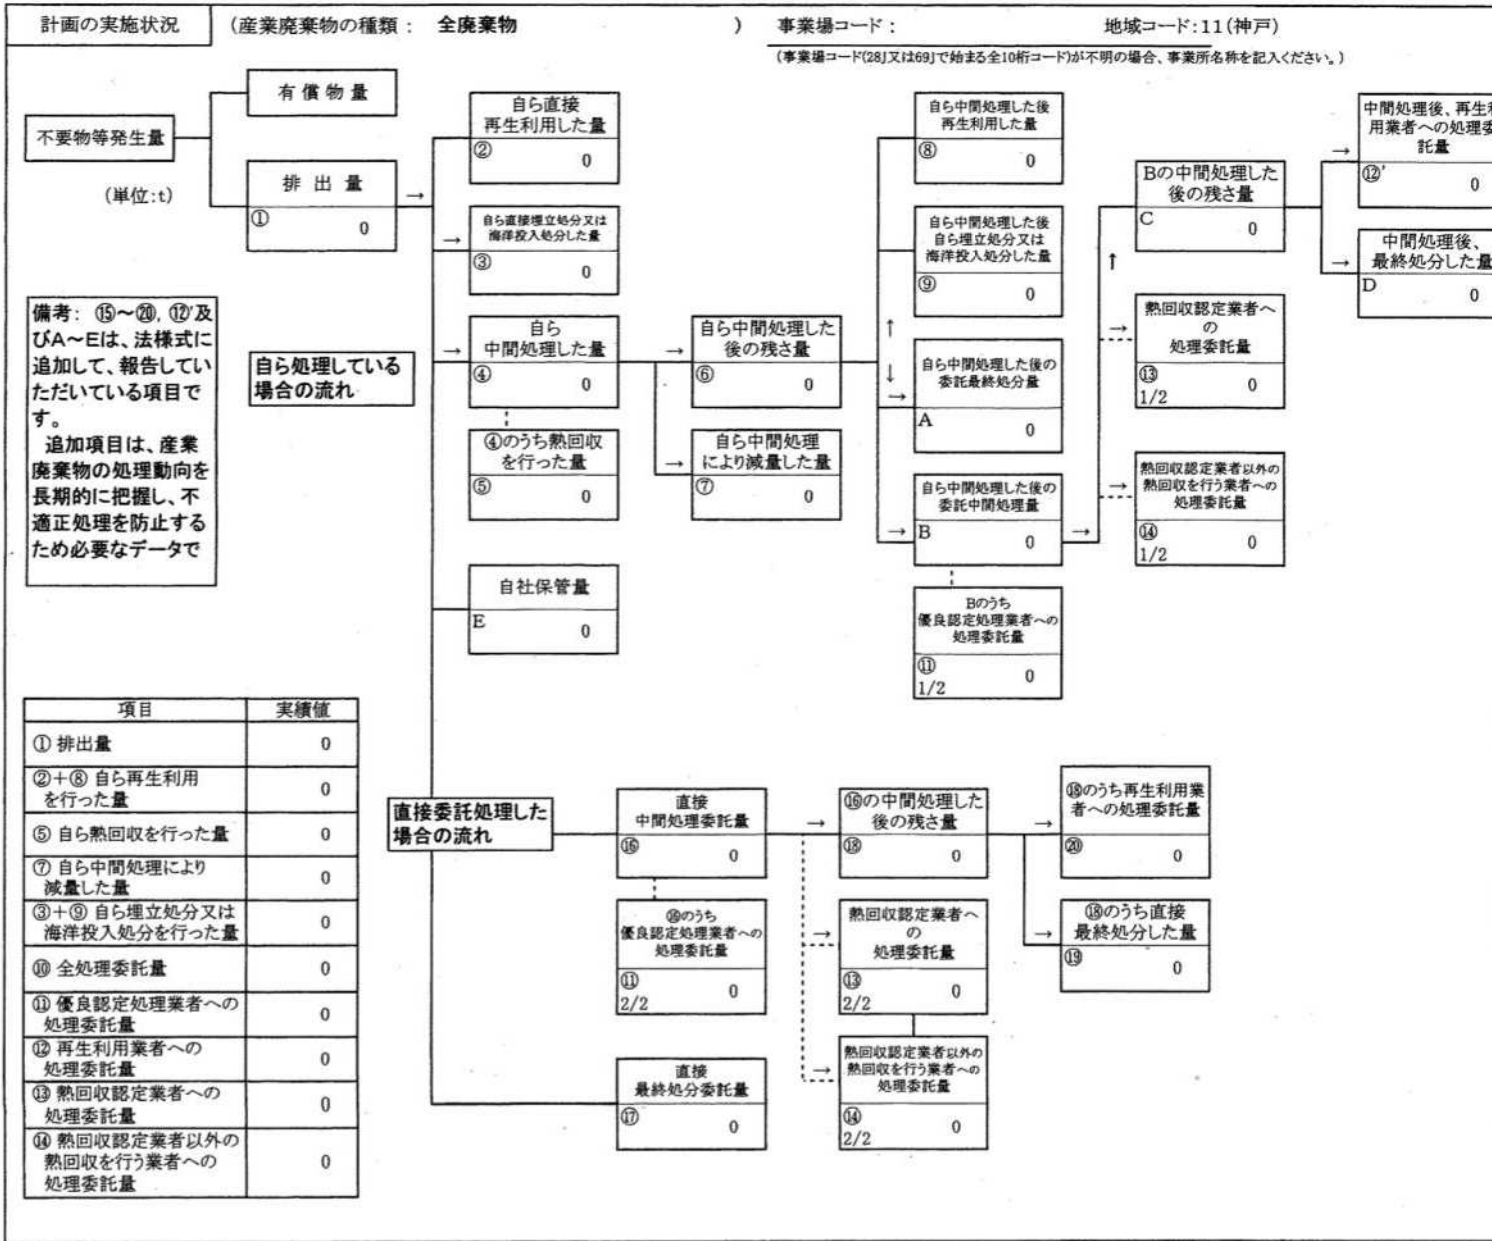 計画の実施状況
(産業廃棄物の種類： 全廃棄物 )
事業場コード：
地域コード:11(神戸)
(事業場コード(28｣又は69｣で始まる全10桁コード)が不明の場合、事業所名称を記入ください。)
不要物等発生量
(単位:t)
有償物量
排出量
① 0
→
自ら直接
再生利用した量
② 0
→
自ら直接埋立処分又は
海洋投入処分した量
③ 0
→
自ら
中間処理した量
④ 0
④のうち熱回収
を行った量
⑤ 0
自社保管量
E 0
備考： ⑮～⑳, ⑫'及
びA～Eは、法様式に
追加して、報告してい
ただいている項目で
す。
追加項目は、産業
廃棄物の処理動向を
長期的に把握し、不
適正処理を防止する
ため必要なデータで
自ら処理している
場合の流れ
→
自ら中間処理した
後の残さ量
⑥ 0
→
自ら中間処理
により減量した量
⑦ 0
自ら中間処理した後
再生利用した量
⑧ 0
自ら中間処理した後
自ら埋立処分又は
海洋投入処分した量
⑨ 0
↑
↓
→
自ら中間処理した後の
委託最終処分量
A 0
→
自ら中間処理した後の
委託中間処理量
B 0
Bのうち
優良認定処理業者への
処理委託量
⑪ 0
1/2
→
↑
Bの中間処理した
後の残さ量
C 0
→
熱回収認定業者へ
の
処理委託量
⑬ 0
1/2
→
熱回収認定業者以外の
熱回収を行う業者への
処理委託量
⑭ 0
1/2
→
中間処理後、再生利
用業者への処理委
託量
⑫' 0
→
中間処理後、
最終処分した量
D 0
項目 実績値
① 排出量 0
②＋⑧ 自ら再生利用
を行った量 0
⑤ 自ら熱回収を行った量 0
⑦ 自ら中間処理により
減量した量 0
③＋⑨ 自ら埋立処分又は
海洋投入処分を行った量 0
⑩ 全処理委託量 0
⑪ 優良認定処理業者への
処理委託量 0
⑫ 再生利用業者への
処理委託量 0
⑬ 熱回収認定業者への
処理委託量 0
⑭ 熱回収認定業者以外の
熱回収を行う業者への
処理委託量 0
直接委託処理した
場合の流れ
直接
中間処理委託量
⑯ 0
⑯のうち
優良認定処理業者への
処理委託量
⑪ 0
2/2
直接
最終処分委託量
⑰ 0
→
⑯の中間処理した
後の残さ量
⑱ 0
→
熱回収認定業者へ
の
処理委託量
⑬ 0
2/2
→
熱回収認定業者以外の
熱回収を行う業者への
処理委託量
⑭ 0
2/2
→
⑱のうち再生利用業
者への処理委託量
⑳ 0
→
⑱のうち直接
最終処分した量
⑲ 0